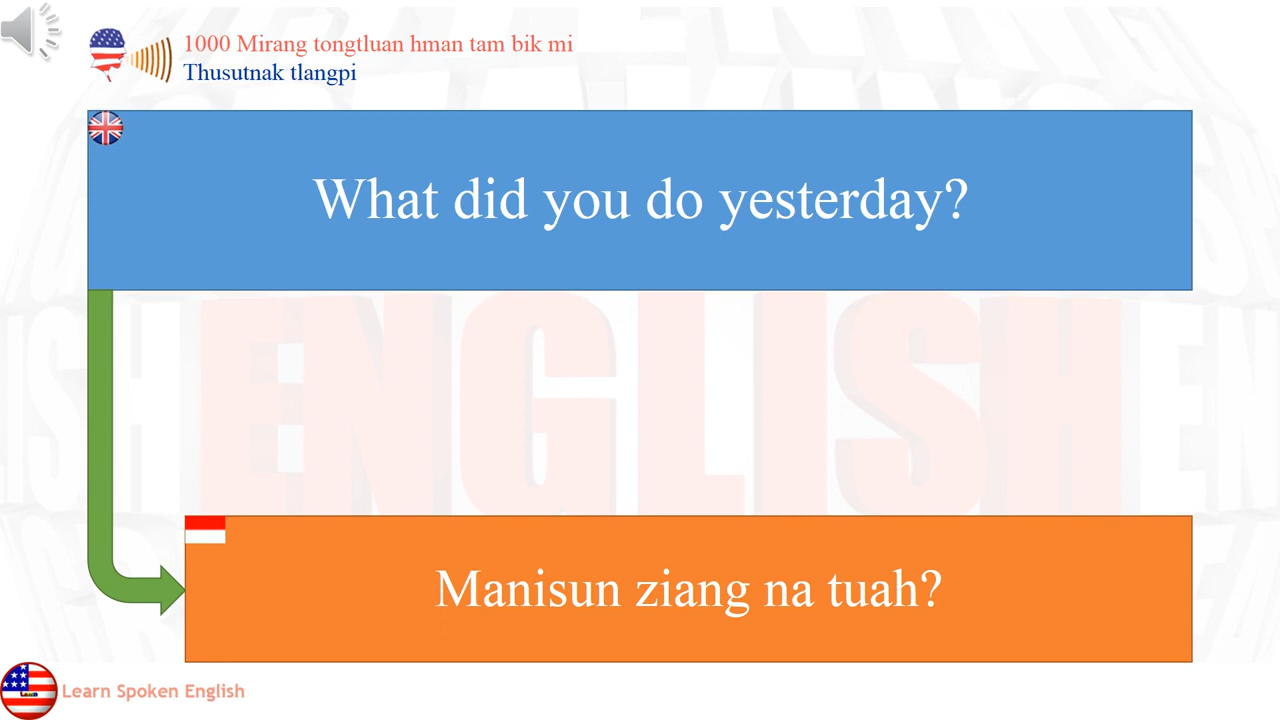 1000 Mirang tongtluan hman tam bik mi
Thusutnak tlangpi
What did you do yesterday?
ENGLISH
Manisun ziang na tuah?
Learn Spoken English